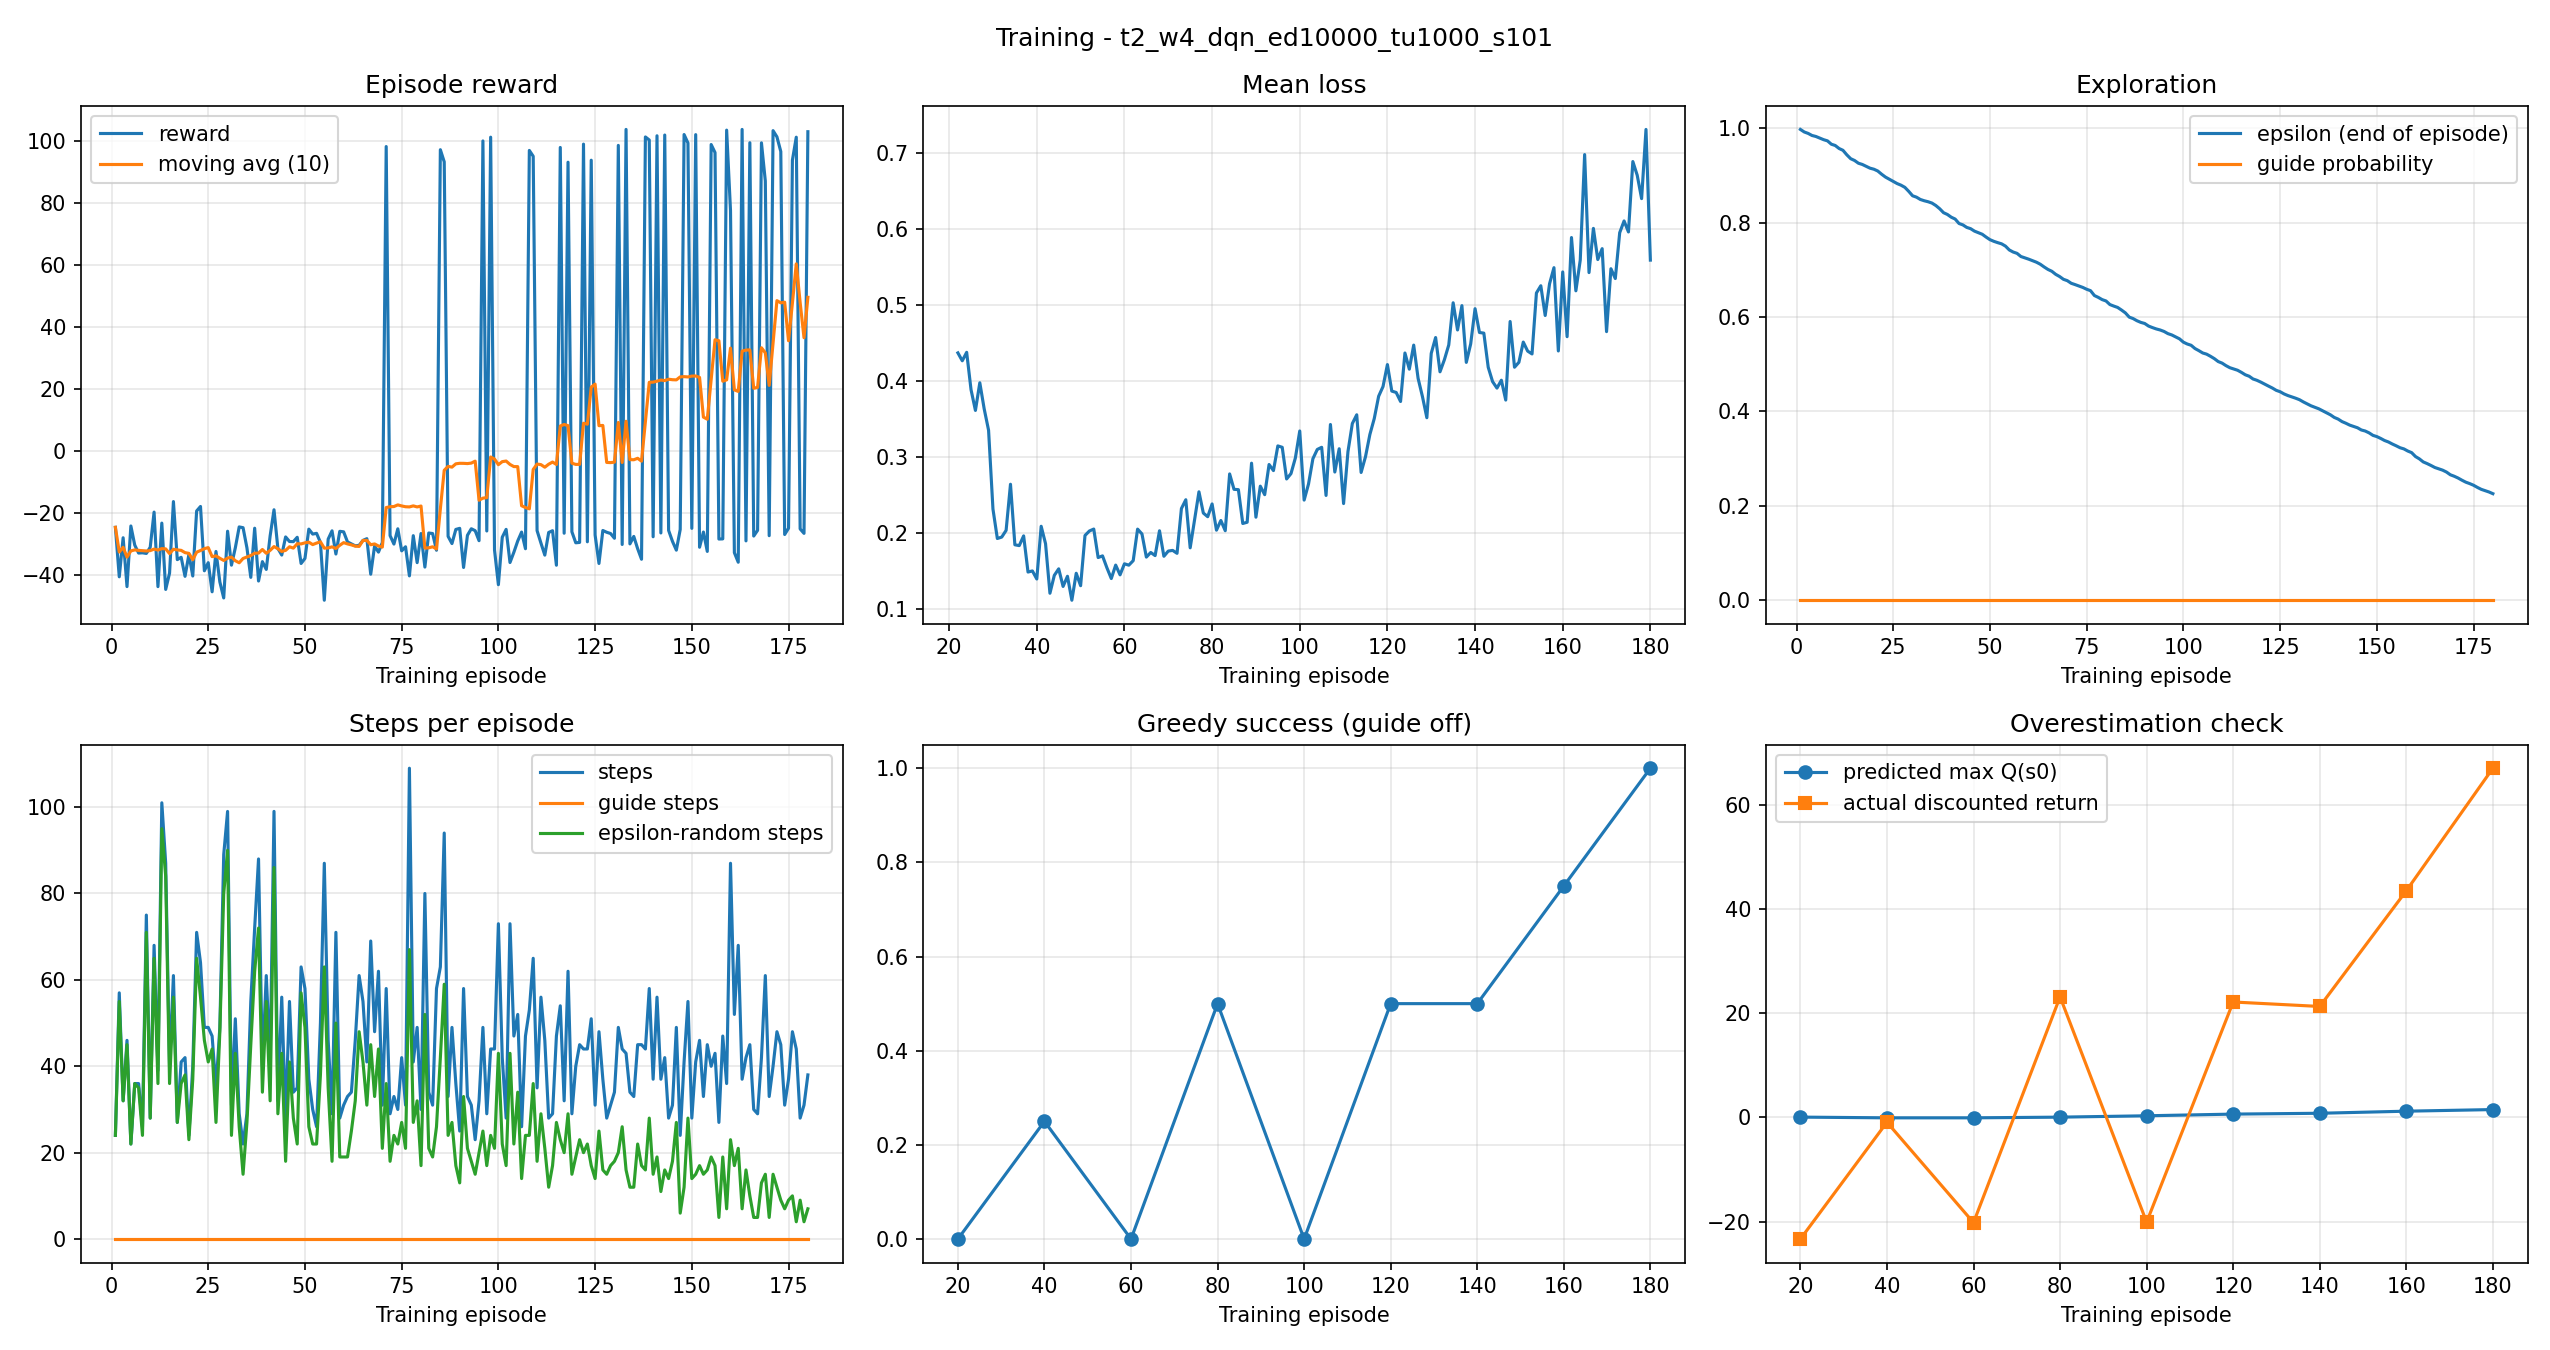 Training - t2_w4_dqn_ed10000_tu1000_s101
Episode reward
reward
moving avg (10)
100
80
60
40
20
0
−20
−40
0 25 50 75 100 125 150 175
Training episode
Mean loss
0.7
0.6
0.5
0.4
0.3
0.2
0.1
20 40 60 80 100 120 140 160 180
Training episode
Exploration
epsilon (end of episode)
guide probability
1.0
0.8
0.6
0.4
0.2
0.0
0 25 50 75 100 125 150 175
Training episode
Steps per episode
steps
guide steps
epsilon-random steps
100
80
60
40
20
0
0 25 50 75 100 125 150 175
Training episode
Greedy success (guide off)
1.0
0.8
0.6
0.4
0.2
0.0
20 40 60 80 100 120 140 160 180
Training episode
Overestimation check
predicted max Q(s0)
actual discounted return
60
40
20
0
−20
20 40 60 80 100 120 140 160 180
Training episode